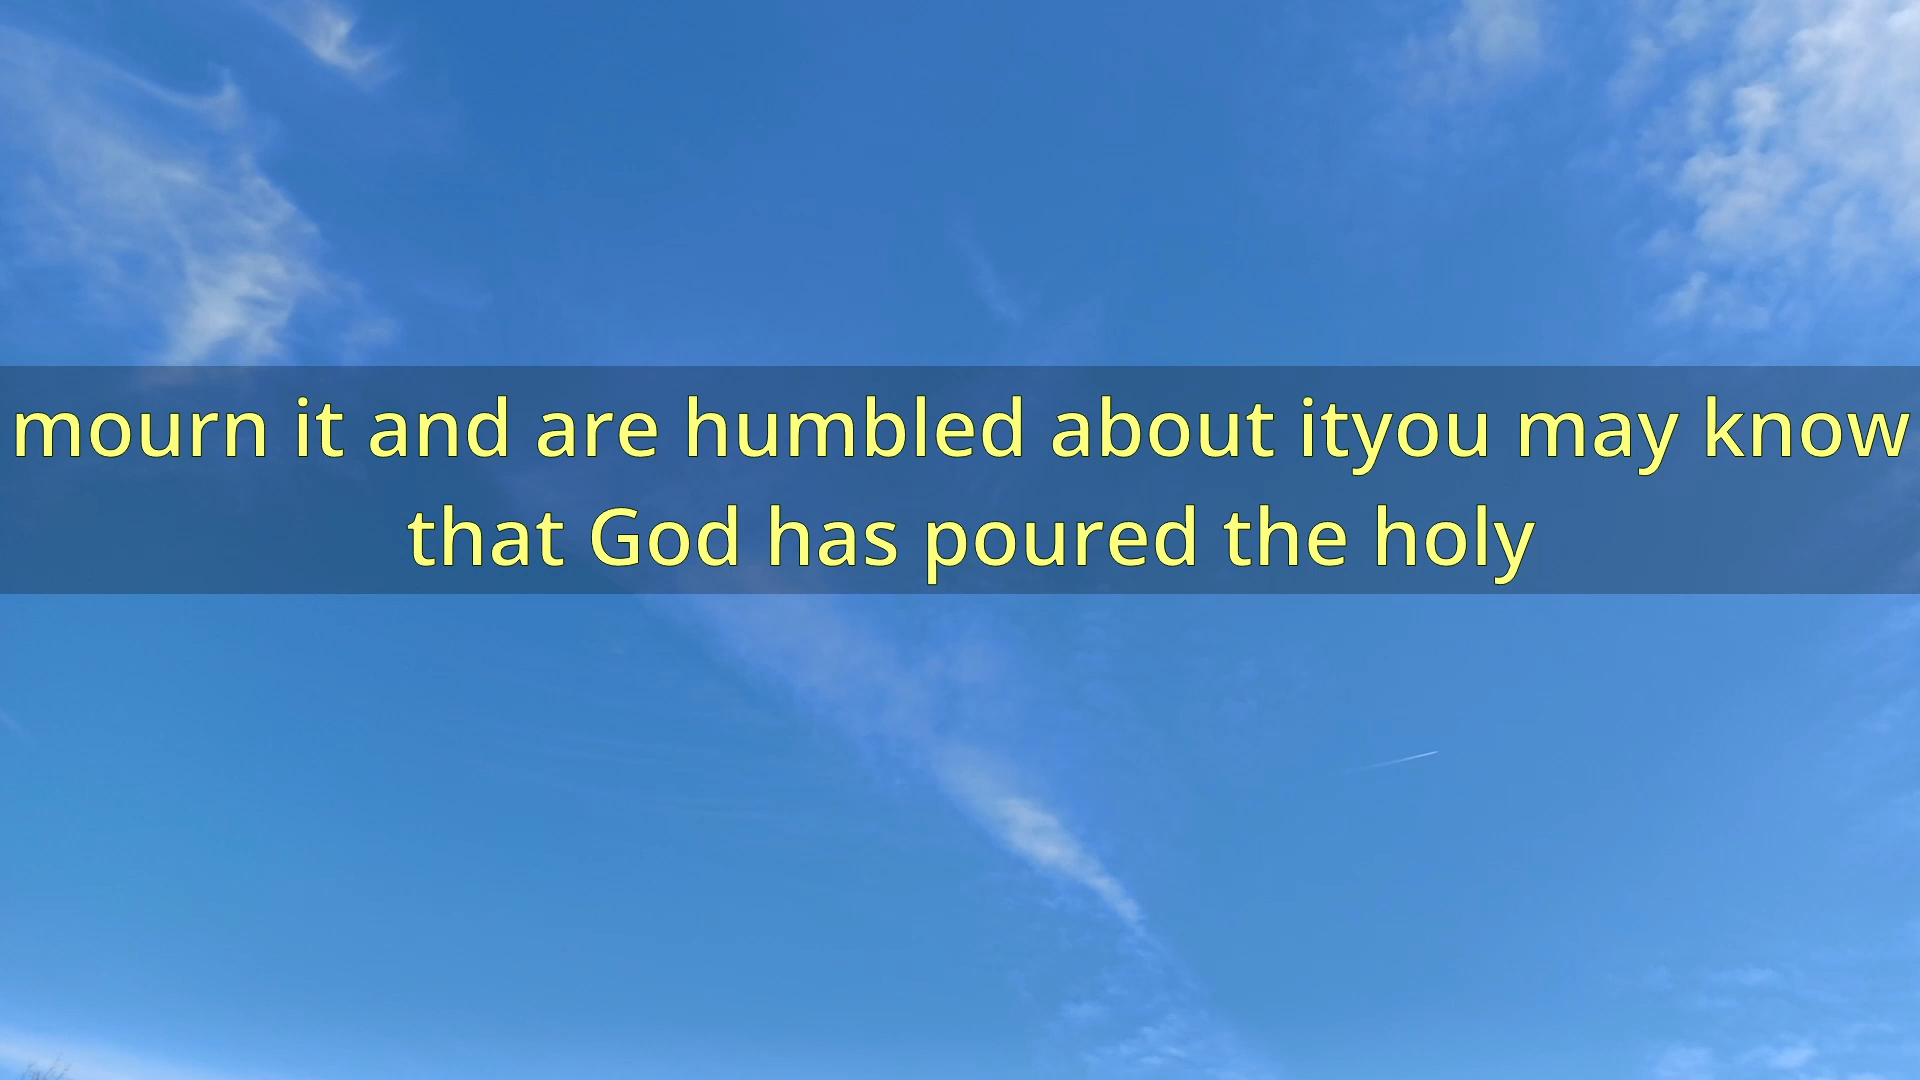 mourn it and are humbled about ityou may know
that God has poured the holy